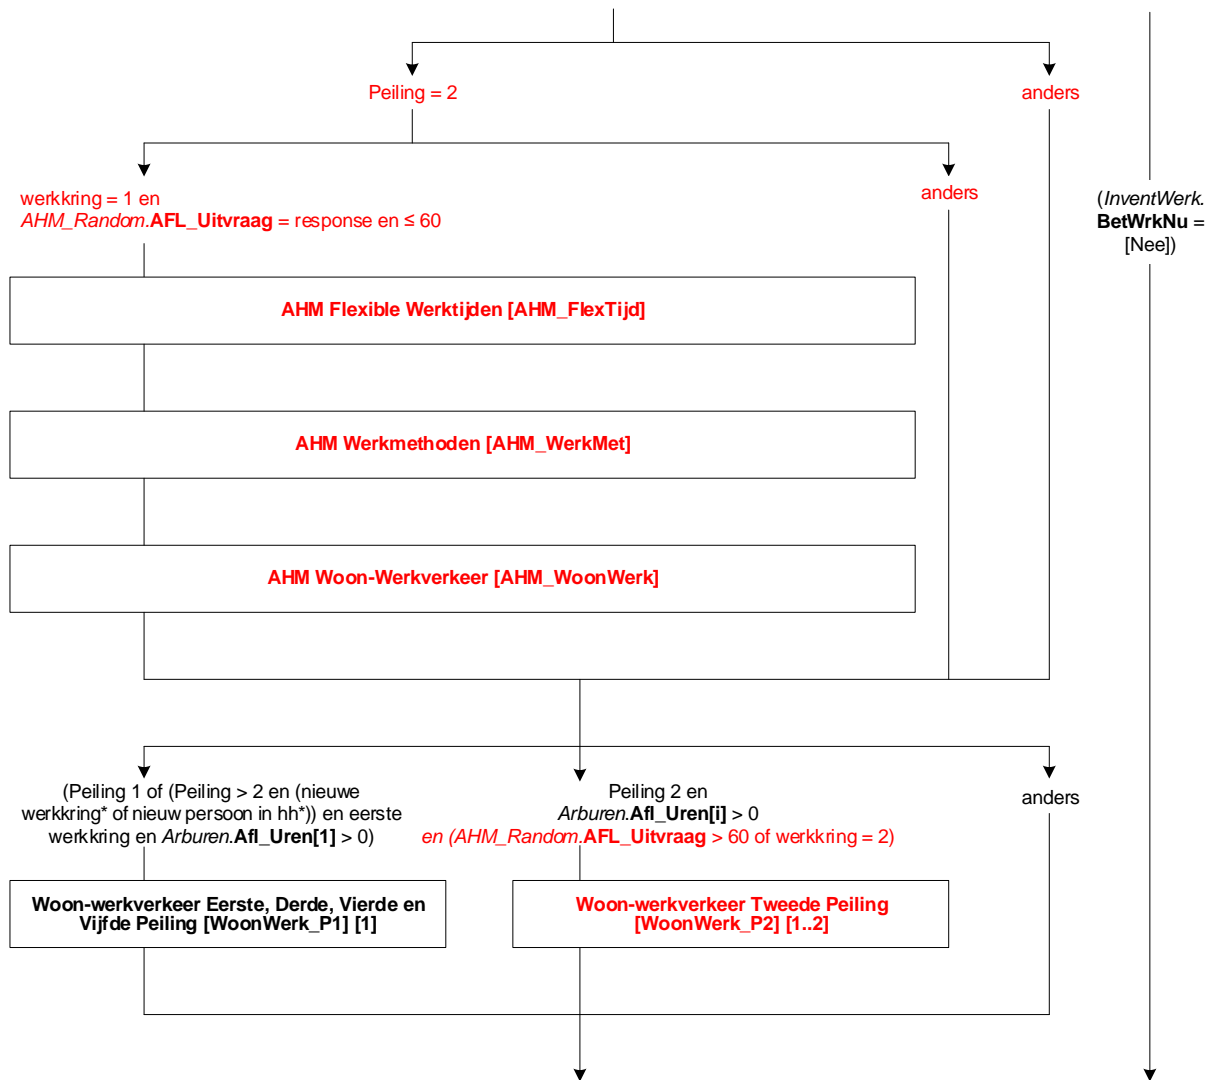 Peiling = 2
anders
werkkring = 1 en
AHM_Random.AFL_Uitvraag = response en ≤ 60
anders
(InventWerk.
BetWrkNu =
[Nee])
AHM Flexible Werktijden [AHM_FlexTijd]
AHM Werkmethoden [AHM_WerkMet]
AHM Woon-Werkverkeer [AHM_WoonWerk]
(Peiling 1 of (Peiling > 2 en (nieuwe
werkkring* of nieuw persoon in hh*)) en eerste
werkkring en Arburen.Afl_Uren[1] > 0)
Peiling 2 en
Arburen.Afl_Uren[i] > 0
en (AHM_Random.AFL_Uitvraag > 60 of werkkring = 2)
anders
Woon-werkverkeer Eerste, Derde, Vierde en
Vijfde Peiling [WoonWerk_P1] [1]
Woon-werkverkeer Tweede Peiling
[WoonWerk_P2] [1..2]